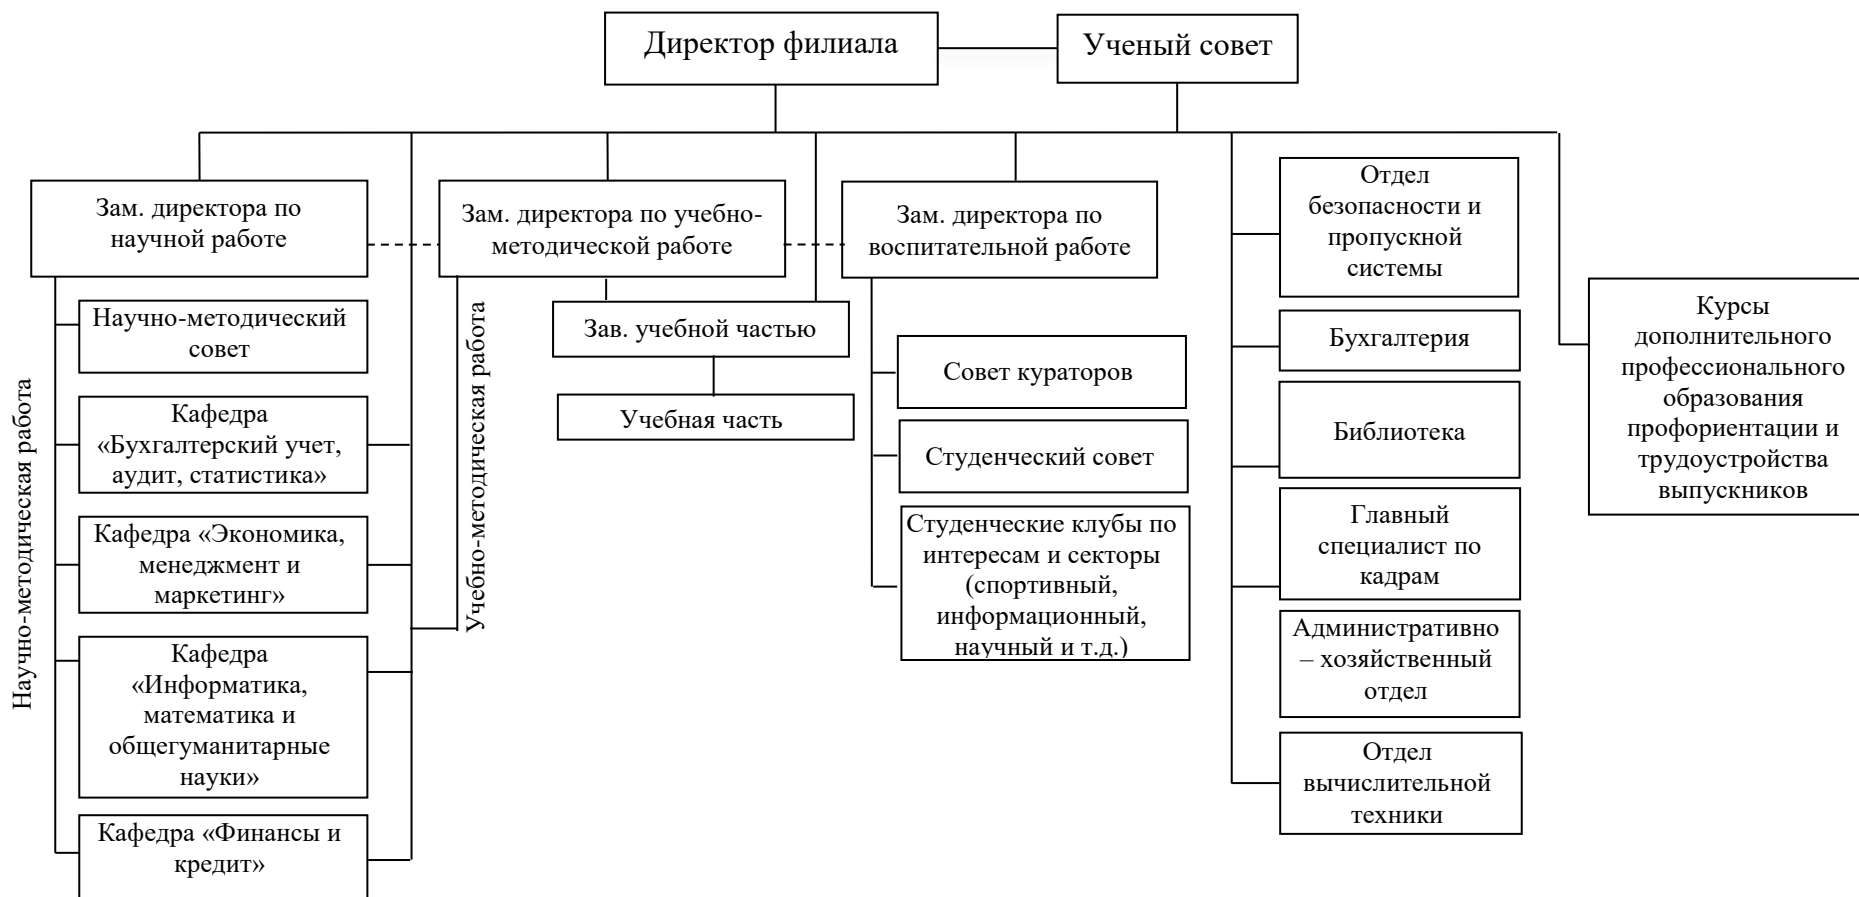 Директор филиала
Ученый совет
Зам. директора по
научной работе
Зам. директора по учебно-
методической работе
Зам. директора по
воспитательной работе
Научно-методическая работа
Научно-методический
совет
Кафедра
«Бухгалтерский учет,
аудит, статистика»
Кафедра «Экономика,
менеджмент и
маркетинг»
Кафедра
«Информатика,
математика и
общегуманитарные
науки»
Кафедра «Финансы и
кредит»
Учебно-методическая работа
Зав. учебной частью
Учебная часть
Совет кураторов
Студенческий совет
Студенческие клубы по
интересам и секторы
(спортивный,
информационный,
научный и т.д.)
Отдел
безопасности и
пропускной
системы
Бухгалтерия
Библиотека
Главный
специалист по
кадрам
Административно
– хозяйственный
отдел
Отдел
вычислительной
техники
Курсы
дополнительного
профессионального
образования
профориентации и
трудоустройства
выпускников